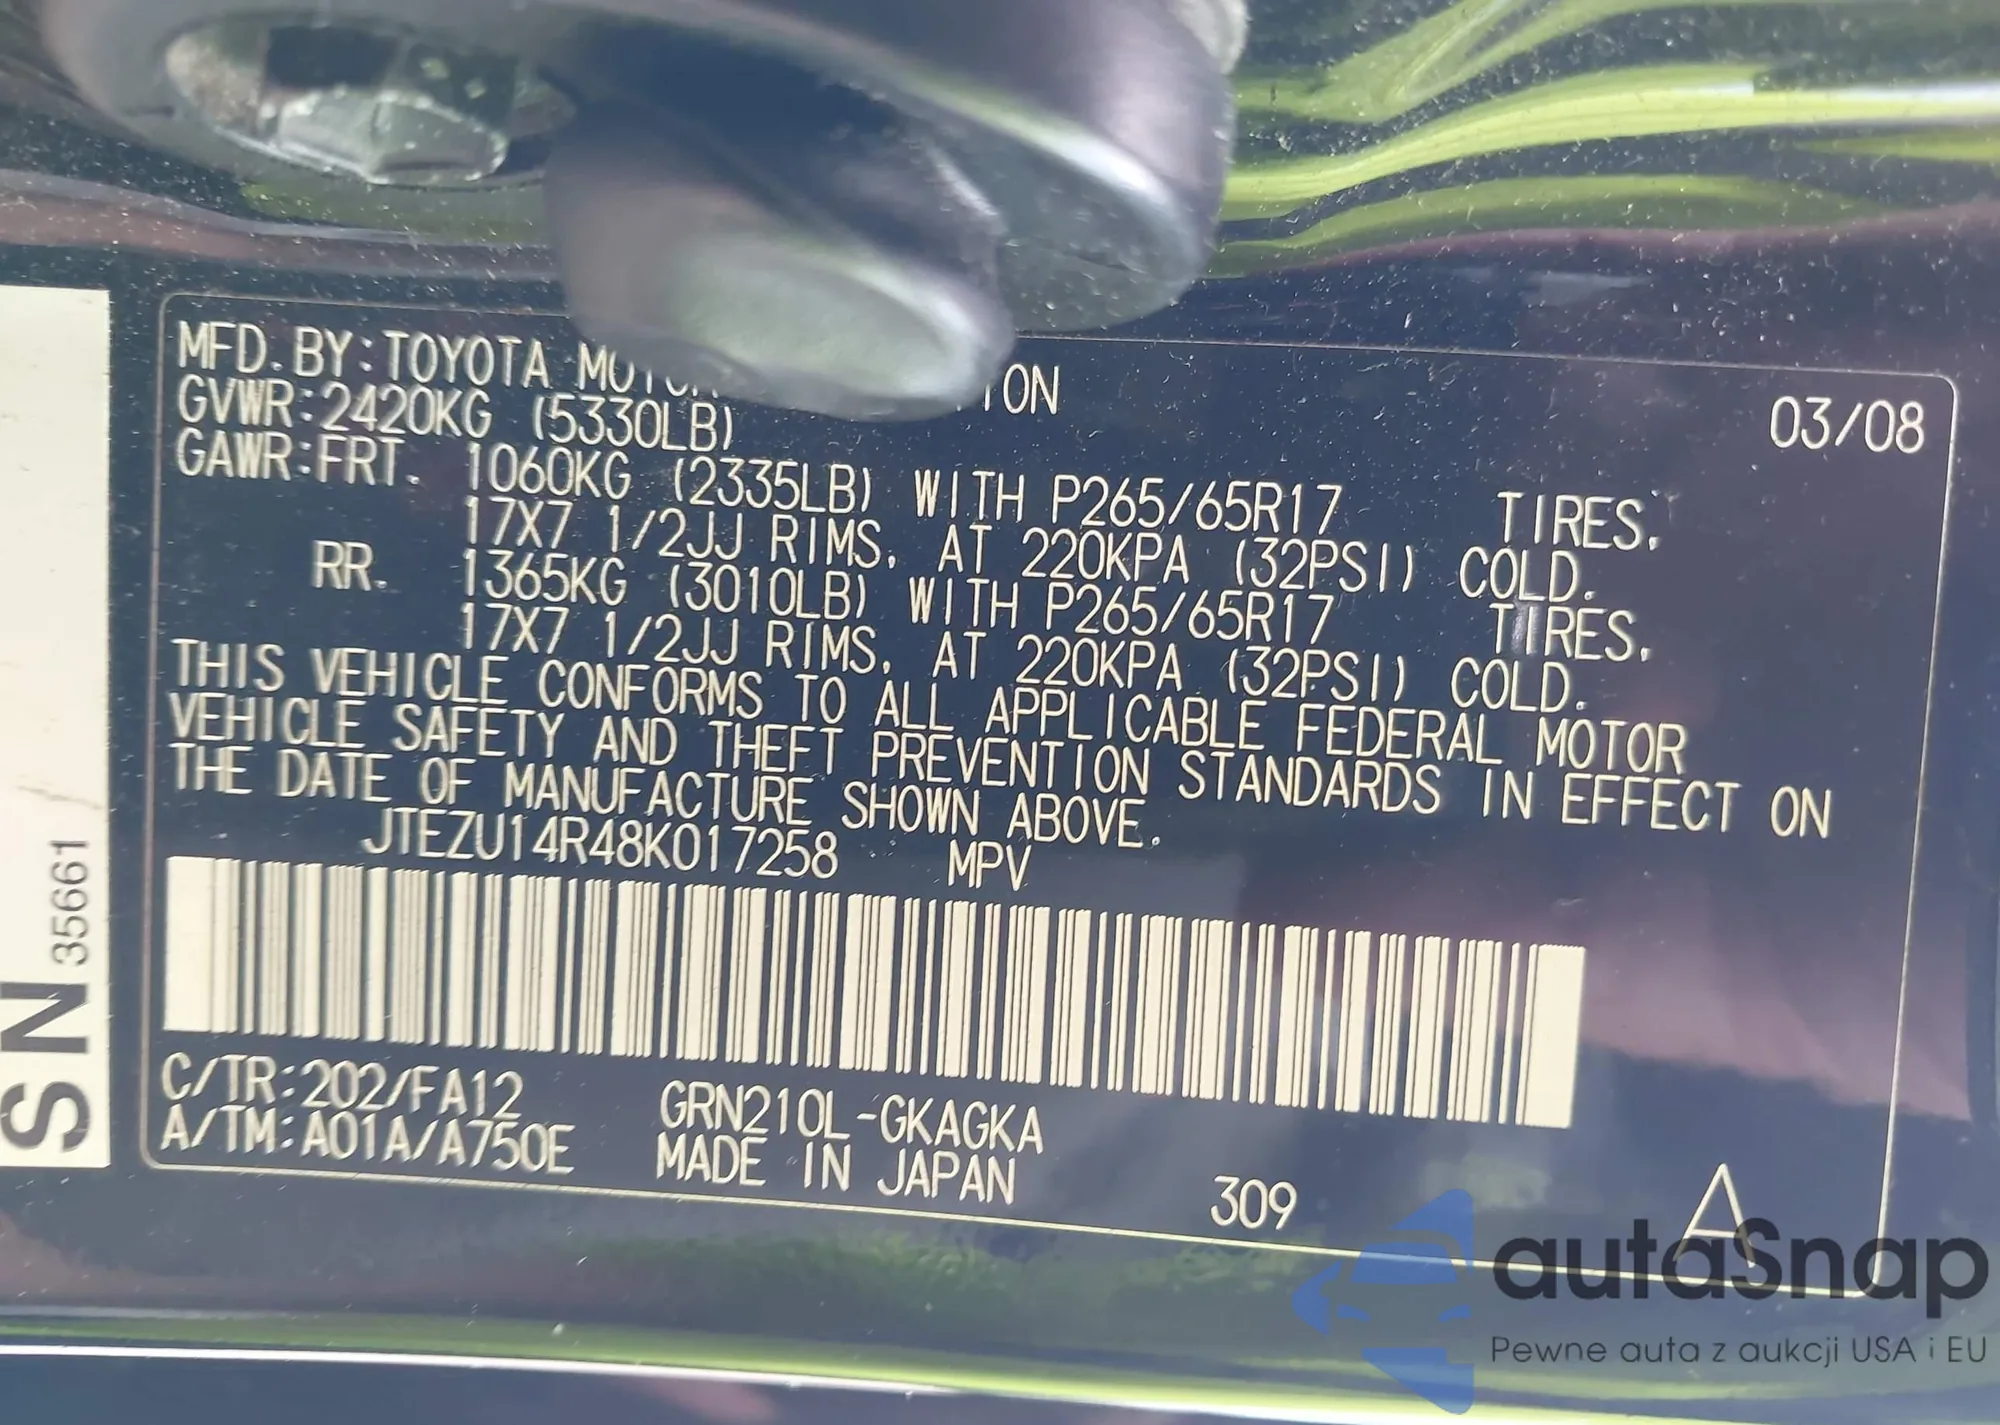 MFD.BY:TOYOTA MOTOR
03/08
GVWR:2420KG (5330LB)
GAWR:FRT. 1060KG (2335LB) WITH P265/65R17 TIRES,
17X7 1/2JJ RIMS, AT 220KPA (32PSI) COLD.
RR. 1365KG (3010LB) WITH P265/65R17 TIRES,
17X7 1/2JJ RIMS, AT 220KPA (32PSI) COLD.
THIS VEHICLE CONFORMS TO ALL APPLICABLE FEDERAL MOTOR
VEHICLE SAFETY AND THEFT PREVENTION STANDARDS IN EFFECT ON
THE DATE OF MANUFACTURE SHOWN ABOVE.
JTEZU14R48K017258 MPV
C/TR:202/FA12 GRN210L-GKAGKA
A/TM:A01A/A750E MADE IN JAPAN
309
A
SN
35661
autaSnap
Pewne auta z aukcji USA i EU